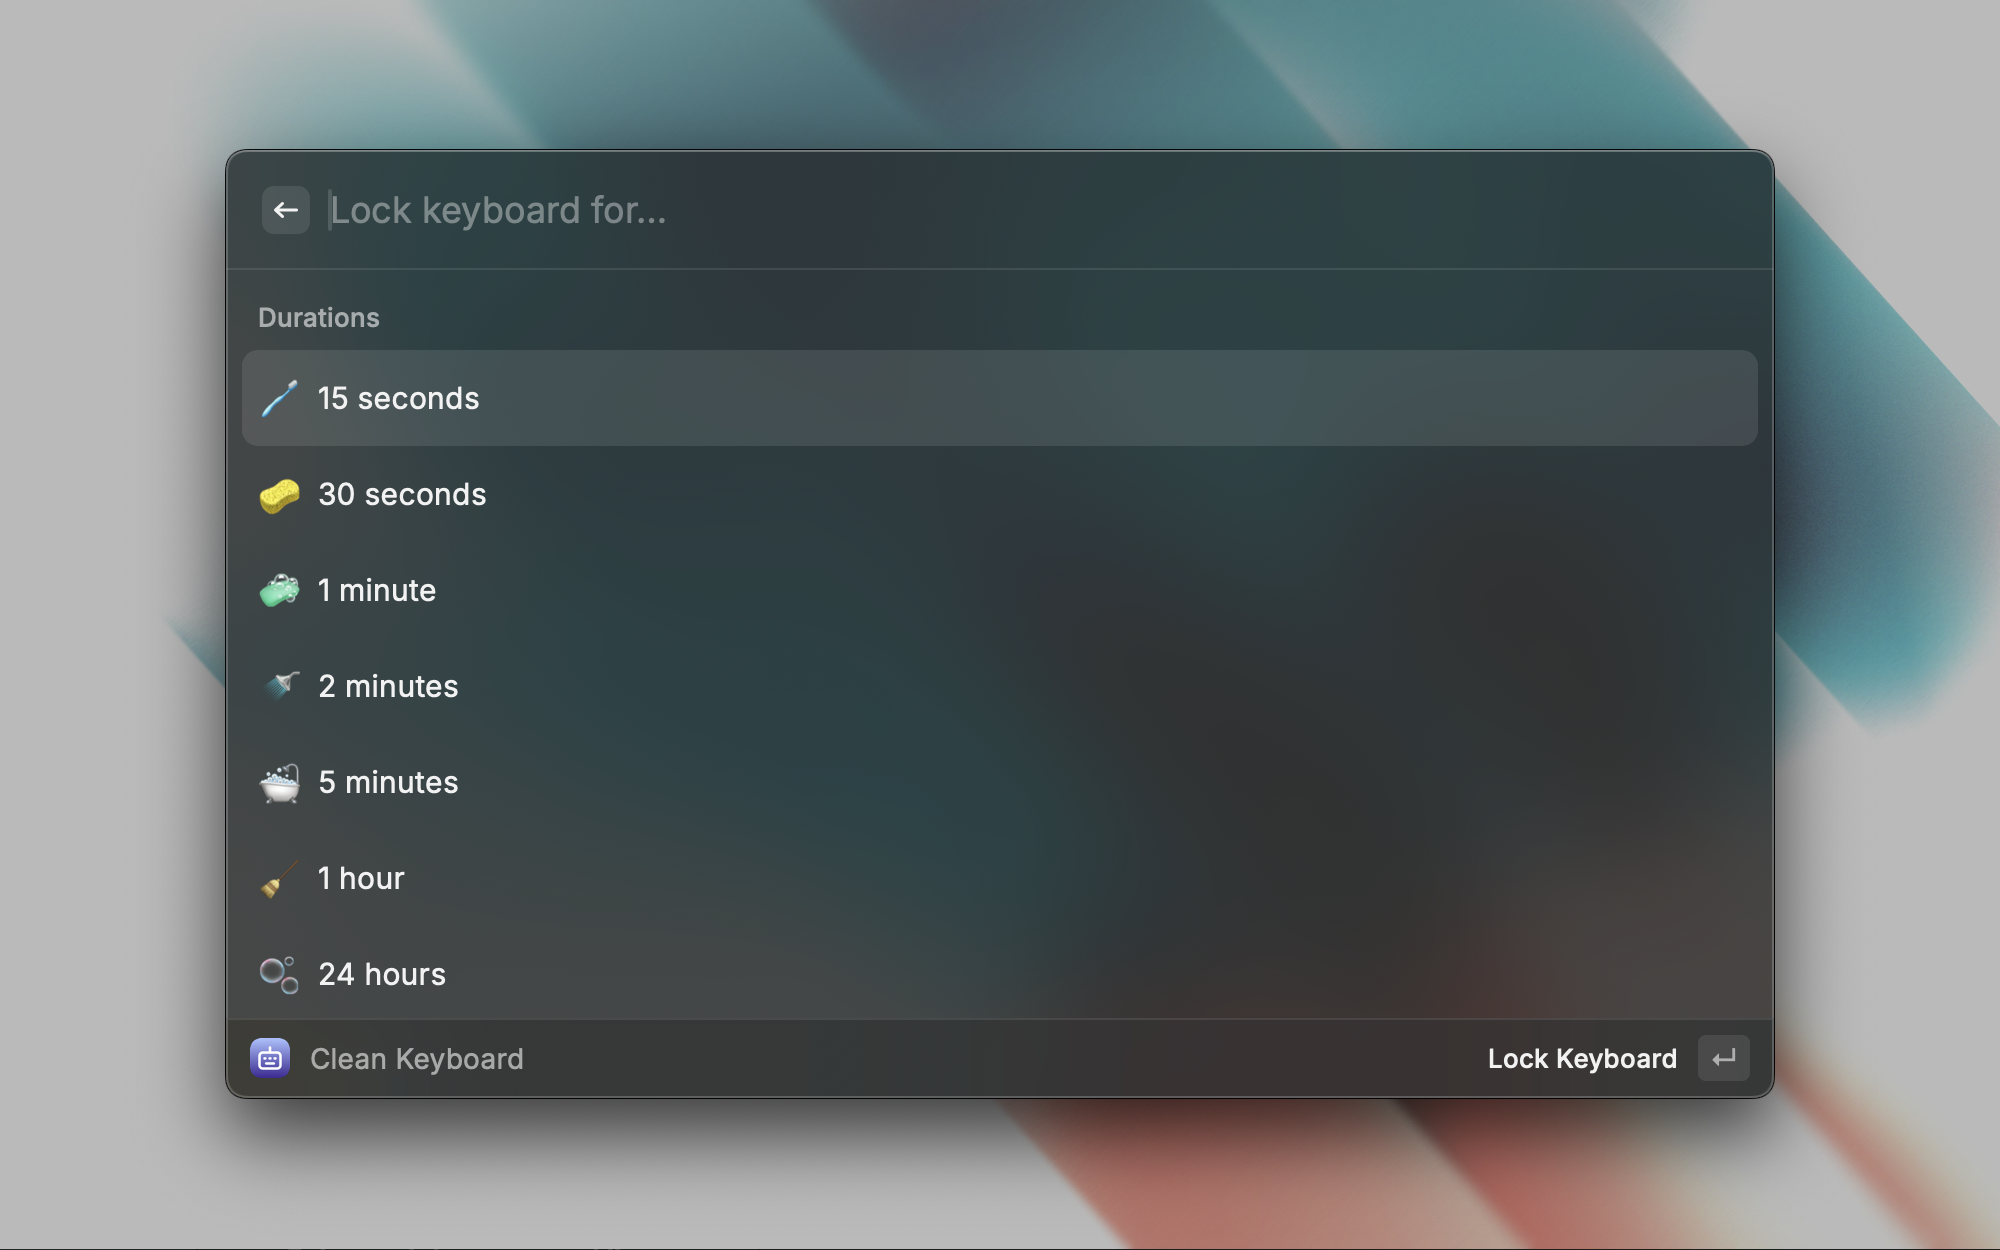 Lock keyboard for...
Durations
15 seconds
30 seconds
1 minute
2 minutes
5 minutes
1 hour
24 hours
Clean Keyboard
Lock Keyboard